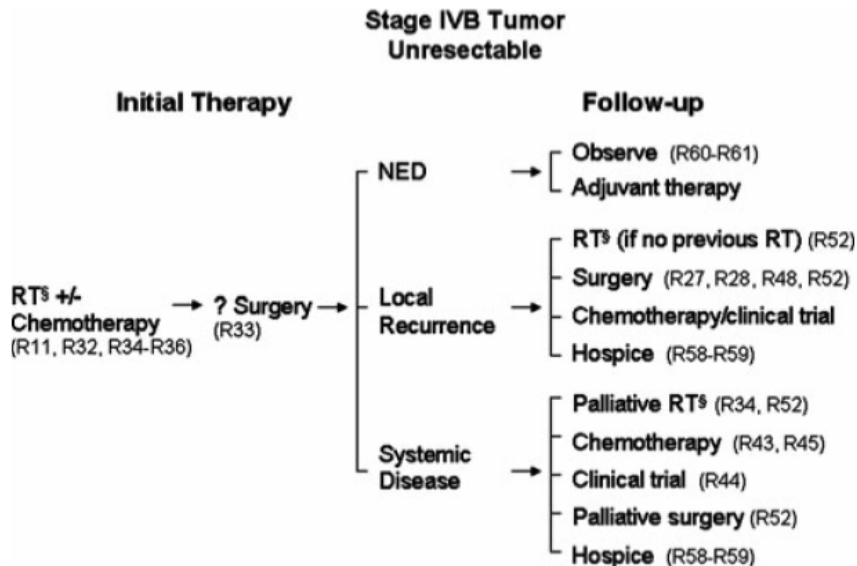 Stage IVB Tumor
Unresectable
Initial Therapy
Follow-up
RT§ +/-
Chemotherapy
(R11, R32, R34-R36)
? Surgery
(R33)
NED
Observe (R60-R61)
Adjuvant therapy
Local
Recurrence
RT§ (if no previous RT) (R52)
Surgery (R27, R28, R48, R52)
Chemotherapy/clinical trial
Hospice (R58-R59)
Systemic
Disease
Palliative RT§ (R34, R52)
Chemotherapy (R43, R45)
Clinical trial (R44)
Palliative surgery (R52)
Hospice (R58-R59)